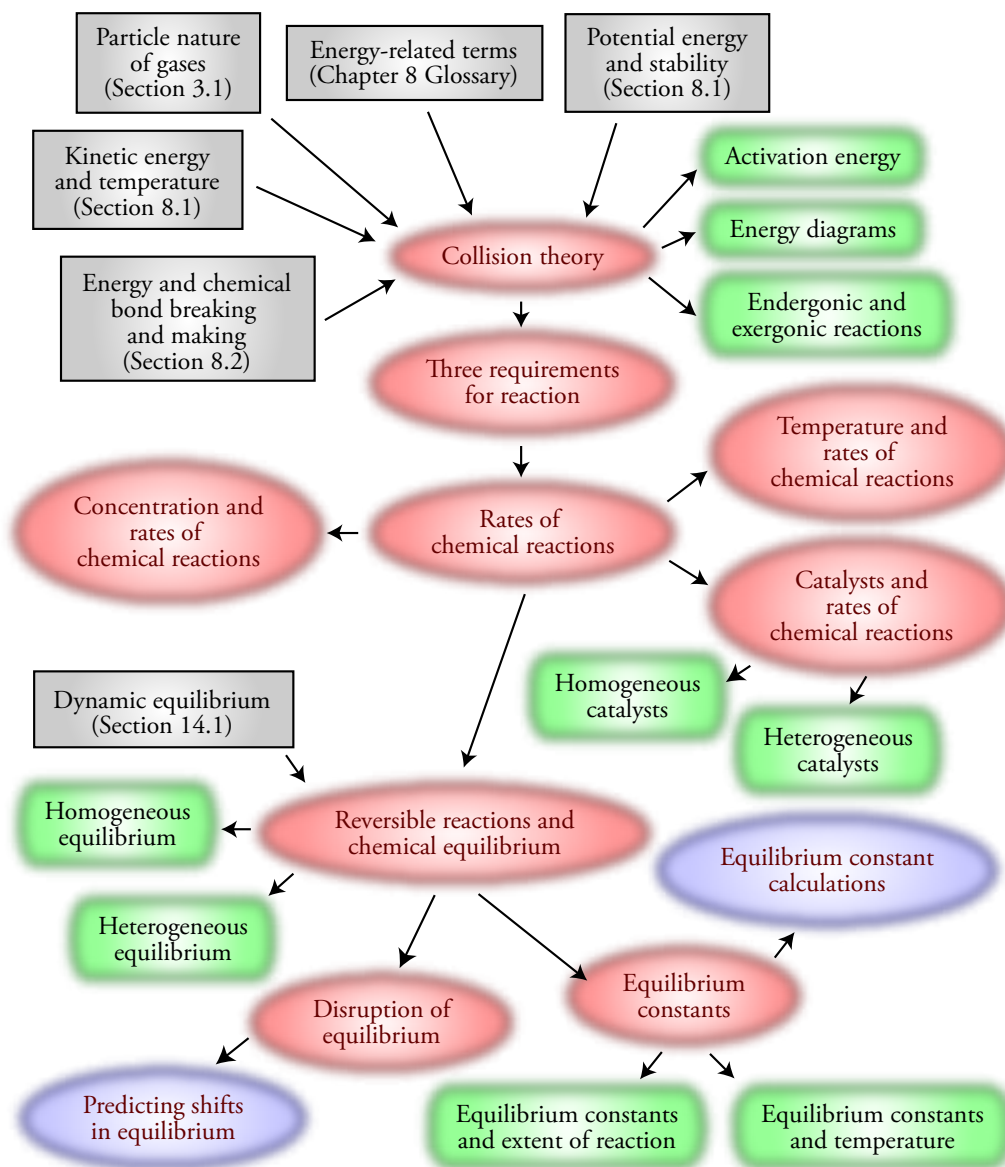 Particle nature
of gases
(Section 3.1)
Energy-related terms
(Chapter 8 Glossary)
Potential energy
and stability
(Section 8.1)
Kinetic energy
and temperature
(Section 8.1)
Activation energy
Energy diagrams
Collision theory
Energy and chemical
bond breaking
and making
(Section 8.2)
Endergonic and
exergonic reactions
Three requirements
for reaction
Temperature and
rates of
chemical reactions
Concentration and
rates of
chemical reactions
Rates of
chemical reactions
Catalysts and
rates of
chemical reactions
Homogeneous
catalysts
Heterogeneous
catalysts
Dynamic equilibrium
(Section 14.1)
Homogeneous
equilibrium
Reversible reactions and
chemical equilibrium
Equilibrium constant
calculations
Heterogeneous
equilibrium
Equilibrium
constants
Disruption of
equilibrium
Predicting shifts
in equilibrium
Equilibrium constants
and extent of reaction
Equilibrium constants
and temperature